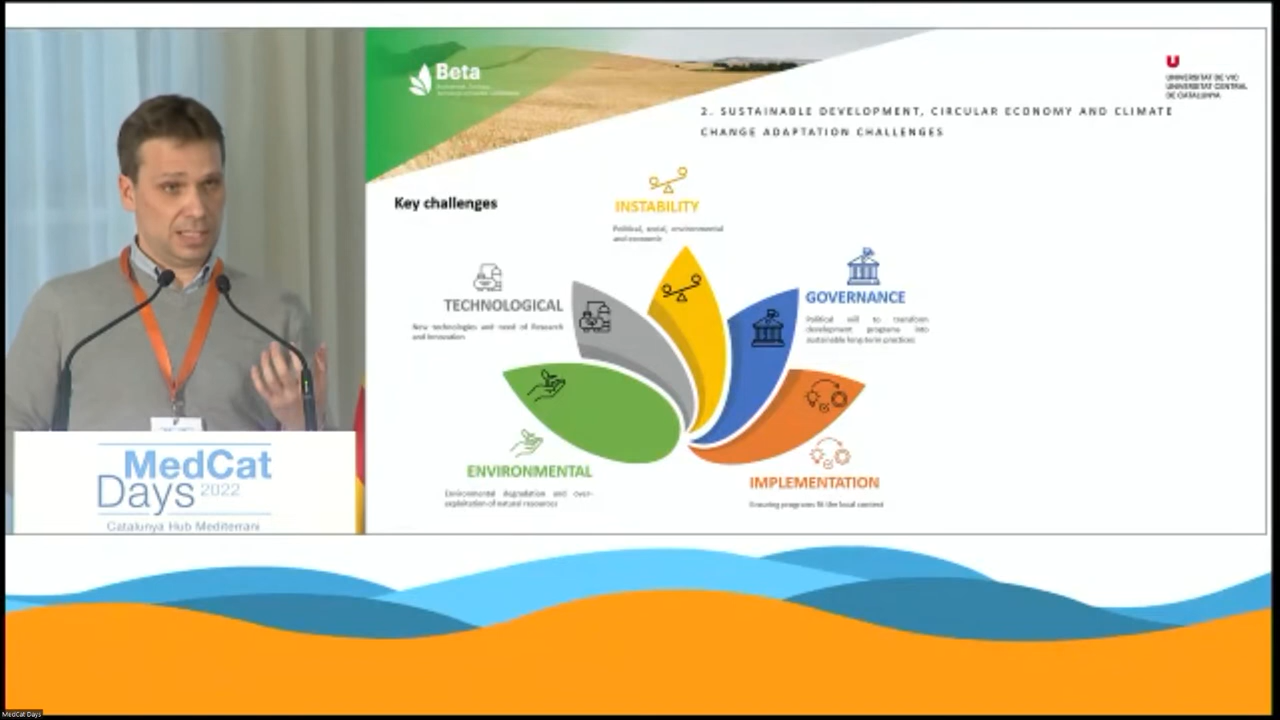 Beta
U
UNIVERSITAT DE VIC
UNIVERSITAT CENTRAL
DE CATALUNYA
2. SUSTAINABLE DEVELOPMENT, CIRCULAR ECONOMY AND CLIMATE
CHANGE ADAPTATION CHALLENGES
Key challenges
INSTABILITY
Political, social, environmental
and economic
TECHNOLOGICAL
New technologies and need of Research
and Innovation
GOVERNANCE
Political will to transform
development programs into
sustainable long-term practices
ENVIRONMENTAL
Environmental degradation and over-
exploitation of natural resources
IMPLEMENTATION
Ensuring programs fit the local context
MedCat
Days 2022
Catalunya Hub Mediterrani
MedCat Days